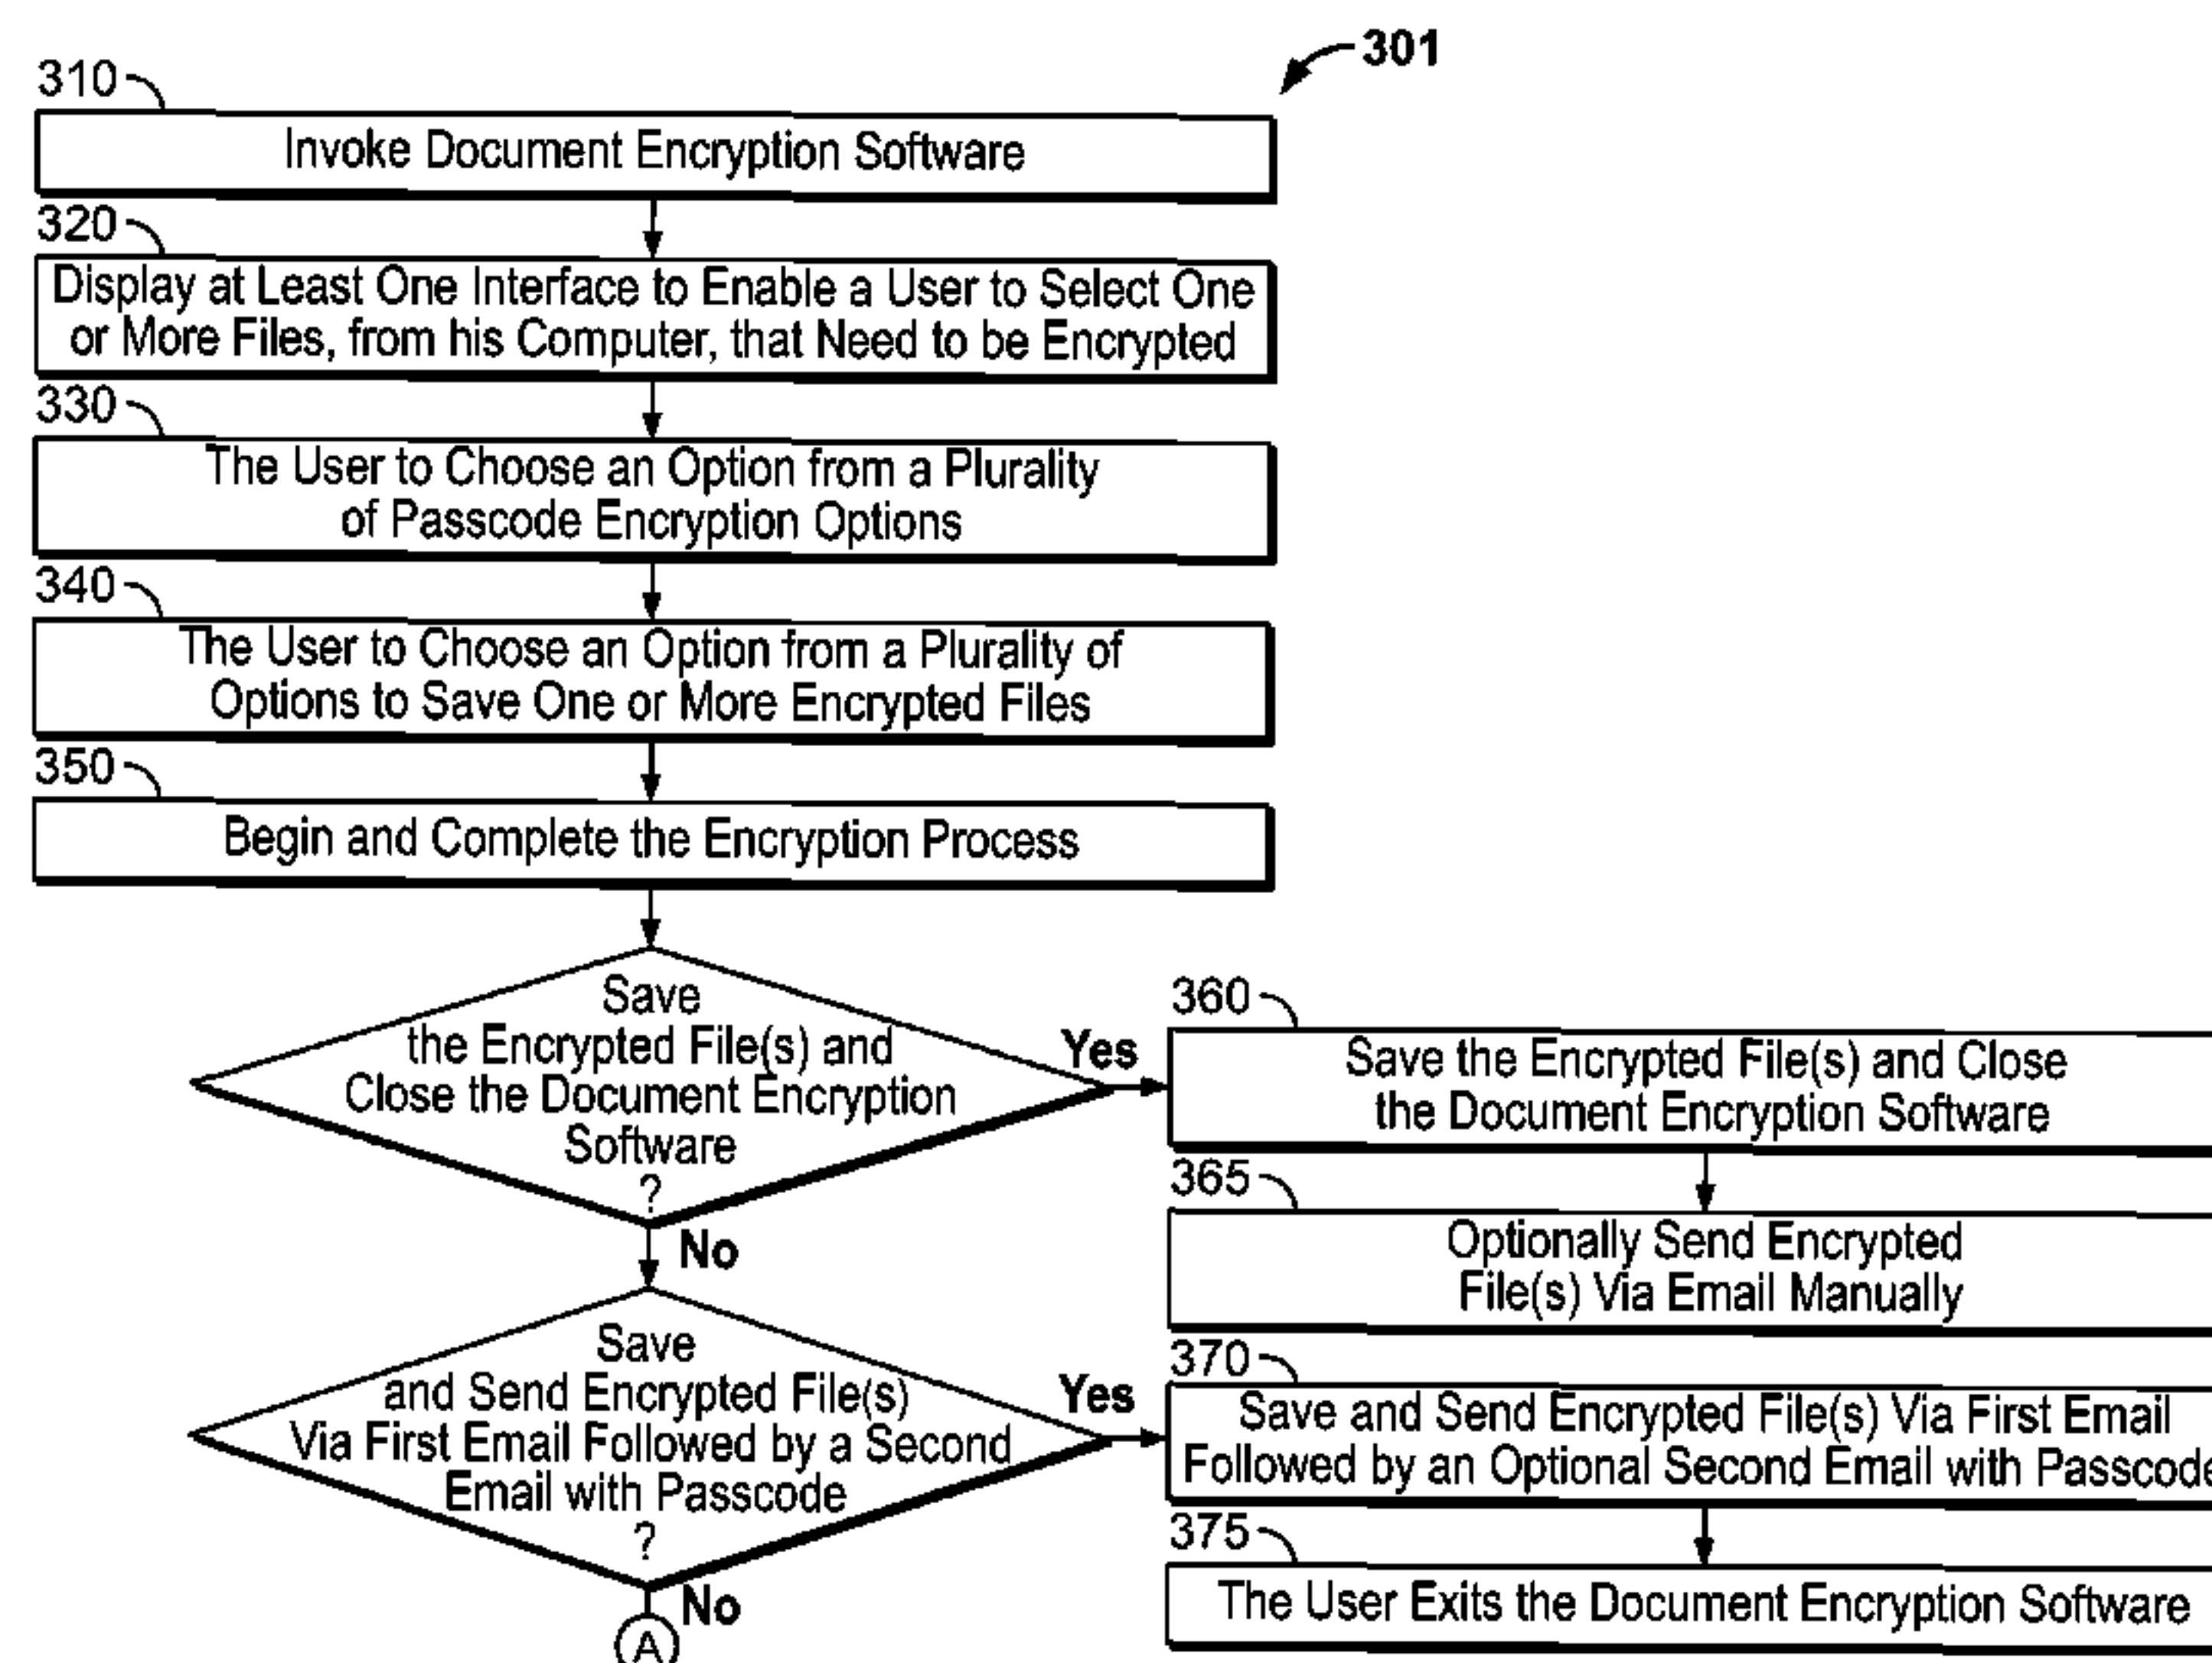 301
310
Invoke Document Encryption Software
320
Display at Least One Interface to Enable a User to Select One
or More Files, from his Computer, that Need to be Encrypted
330
The User to Choose an Option from a Plurality
of Passcode Encryption Options
340
The User to Choose an Option from a Plurality of
Options to Save One or More Encrypted Files
350
Begin and Complete the Encryption Process
Save
the Encrypted File(s) and
Close the Document Encryption
Software
?
Yes
No
360
Save the Encrypted File(s) and Close
the Document Encryption Software
365
Optionally Send Encrypted
File(s) Via Email Manually
Save
and Send Encrypted File(s)
Via First Email Followed by a Second
Email with Passcode
?
Yes
No
A
370
Save and Send Encrypted File(s) Via First Email
Followed by an Optional Second Email with Passcode
375
The User Exits the Document Encryption Software